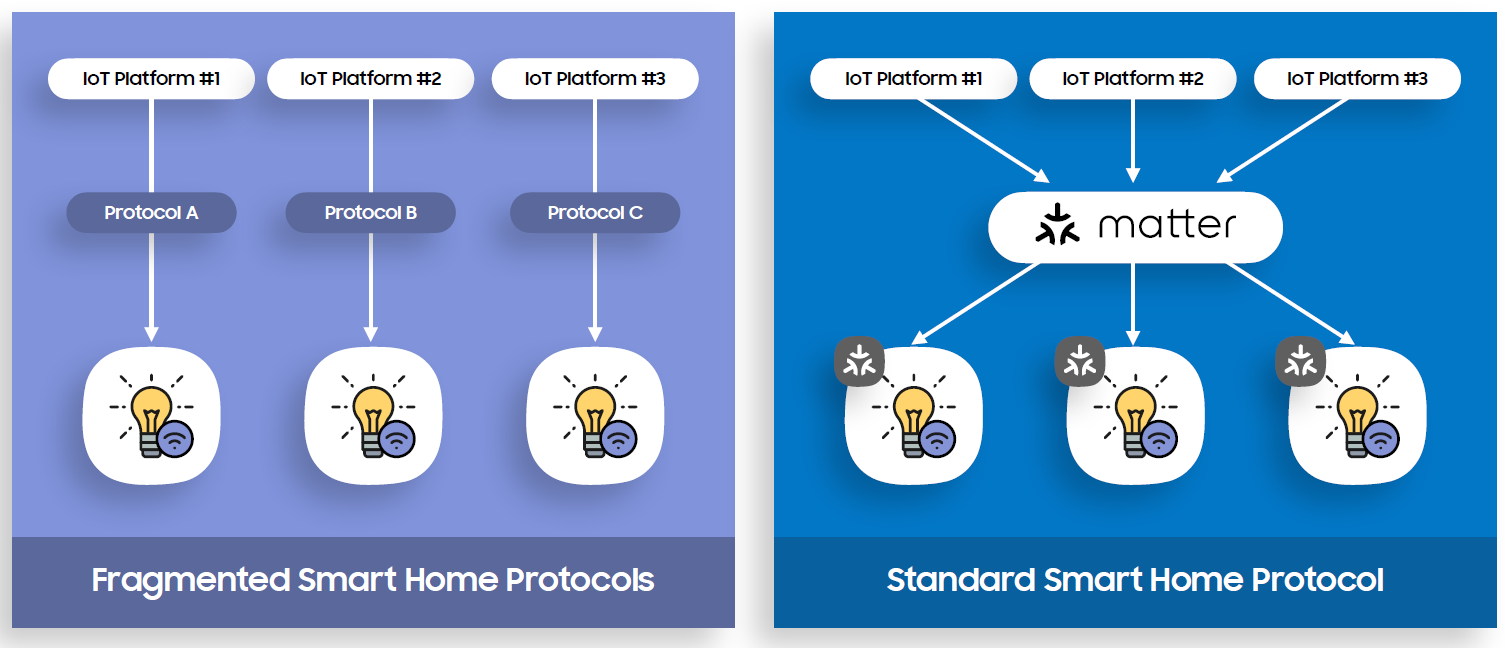 IoT Platform #1
IoT Platform #2
IoT Platform #3
Protocol A
Protocol B
Protocol C
Fragmented Smart Home Protocols
IoT Platform #1
IoT Platform #2
IoT Platform #3
matter
Standard Smart Home Protocol